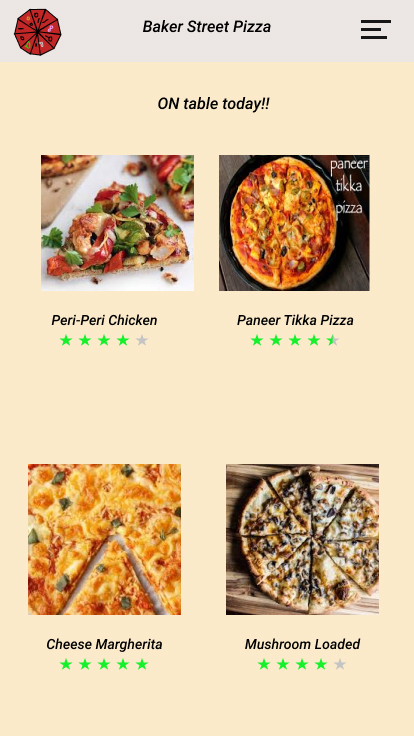 Baker Street Pizza
ON table today!!
paneer
tikka
pizza
Peri-Peri Chicken
Paneer Tikka Pizza
Cheese Margherita
Mushroom Loaded